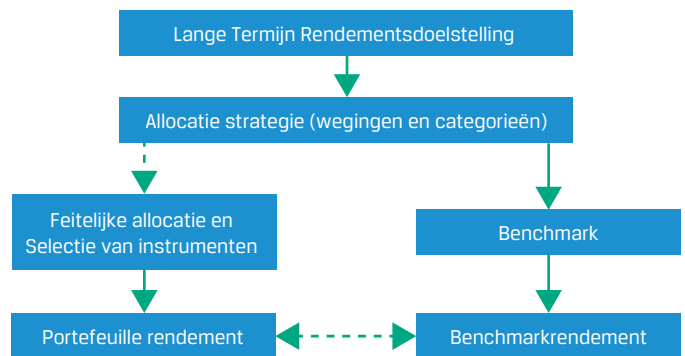 Lange Termijn Rendementsdoelstelling
Allocatie strategie (wegingen en categorieën)
Feitelijke allocatie en
Selectie van instrumenten
Benchmark
Portefeuille rendement
Benchmarkrendement